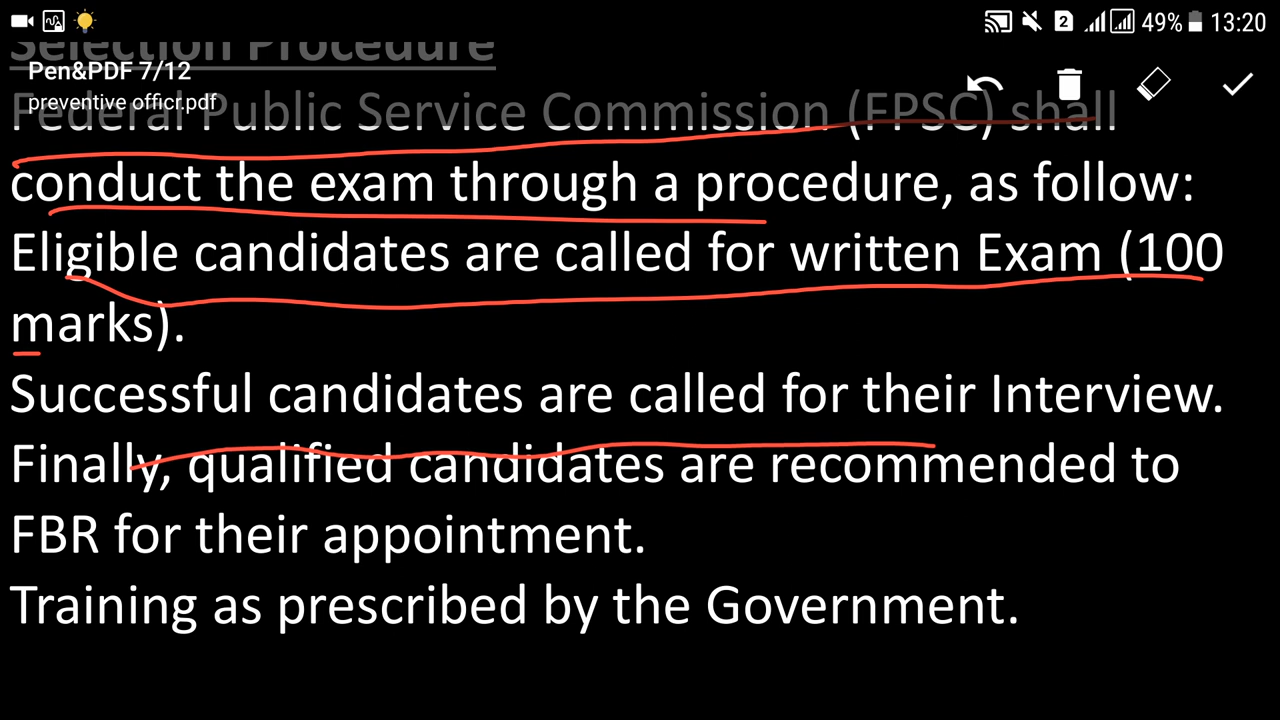 2 49% 13:20
Selection Procedure
Pen&PDF 7/12
preventive officr.pdf
Federal Public Service Commission (FPSC) shall
conduct the exam through a procedure, as follow:
Eligible candidates are called for written Exam (100
marks).
Successful candidates are called for their Interview.
Finally, qualified candidates are recommended to
FBR for their appointment.
Training as prescribed by the Government.